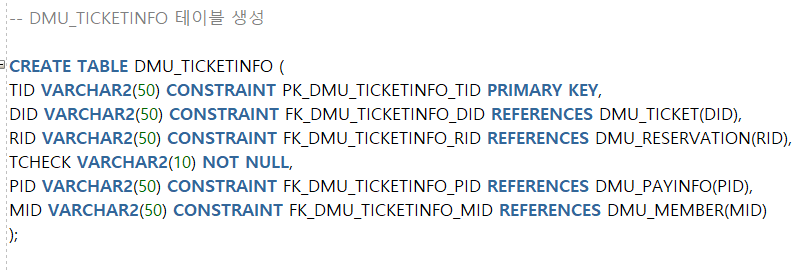 -- DMU_TICKETINFO 테이블 생성
CREATE TABLE DMU_TICKETINFO (
TID VARCHAR2(50) CONSTRAINT PK_DMU_TICKETINFO_TID PRIMARY KEY,
DID VARCHAR2(50) CONSTRAINT FK_DMU_TICKETINFO_DID REFERENCES DMU_TICKET(DID),
RID VARCHAR2(50) CONSTRAINT FK_DMU_TICKETINFO_RID REFERENCES DMU_RESERVATION(RID),
TCHECK VARCHAR2(10) NOT NULL,
PID VARCHAR2(50) CONSTRAINT FK_DMU_TICKETINFO_PID REFERENCES DMU_PAYINFO(PID),
MID VARCHAR2(50) CONSTRAINT FK_DMU_TICKETINFO_MID REFERENCES DMU_MEMBER(MID)
);